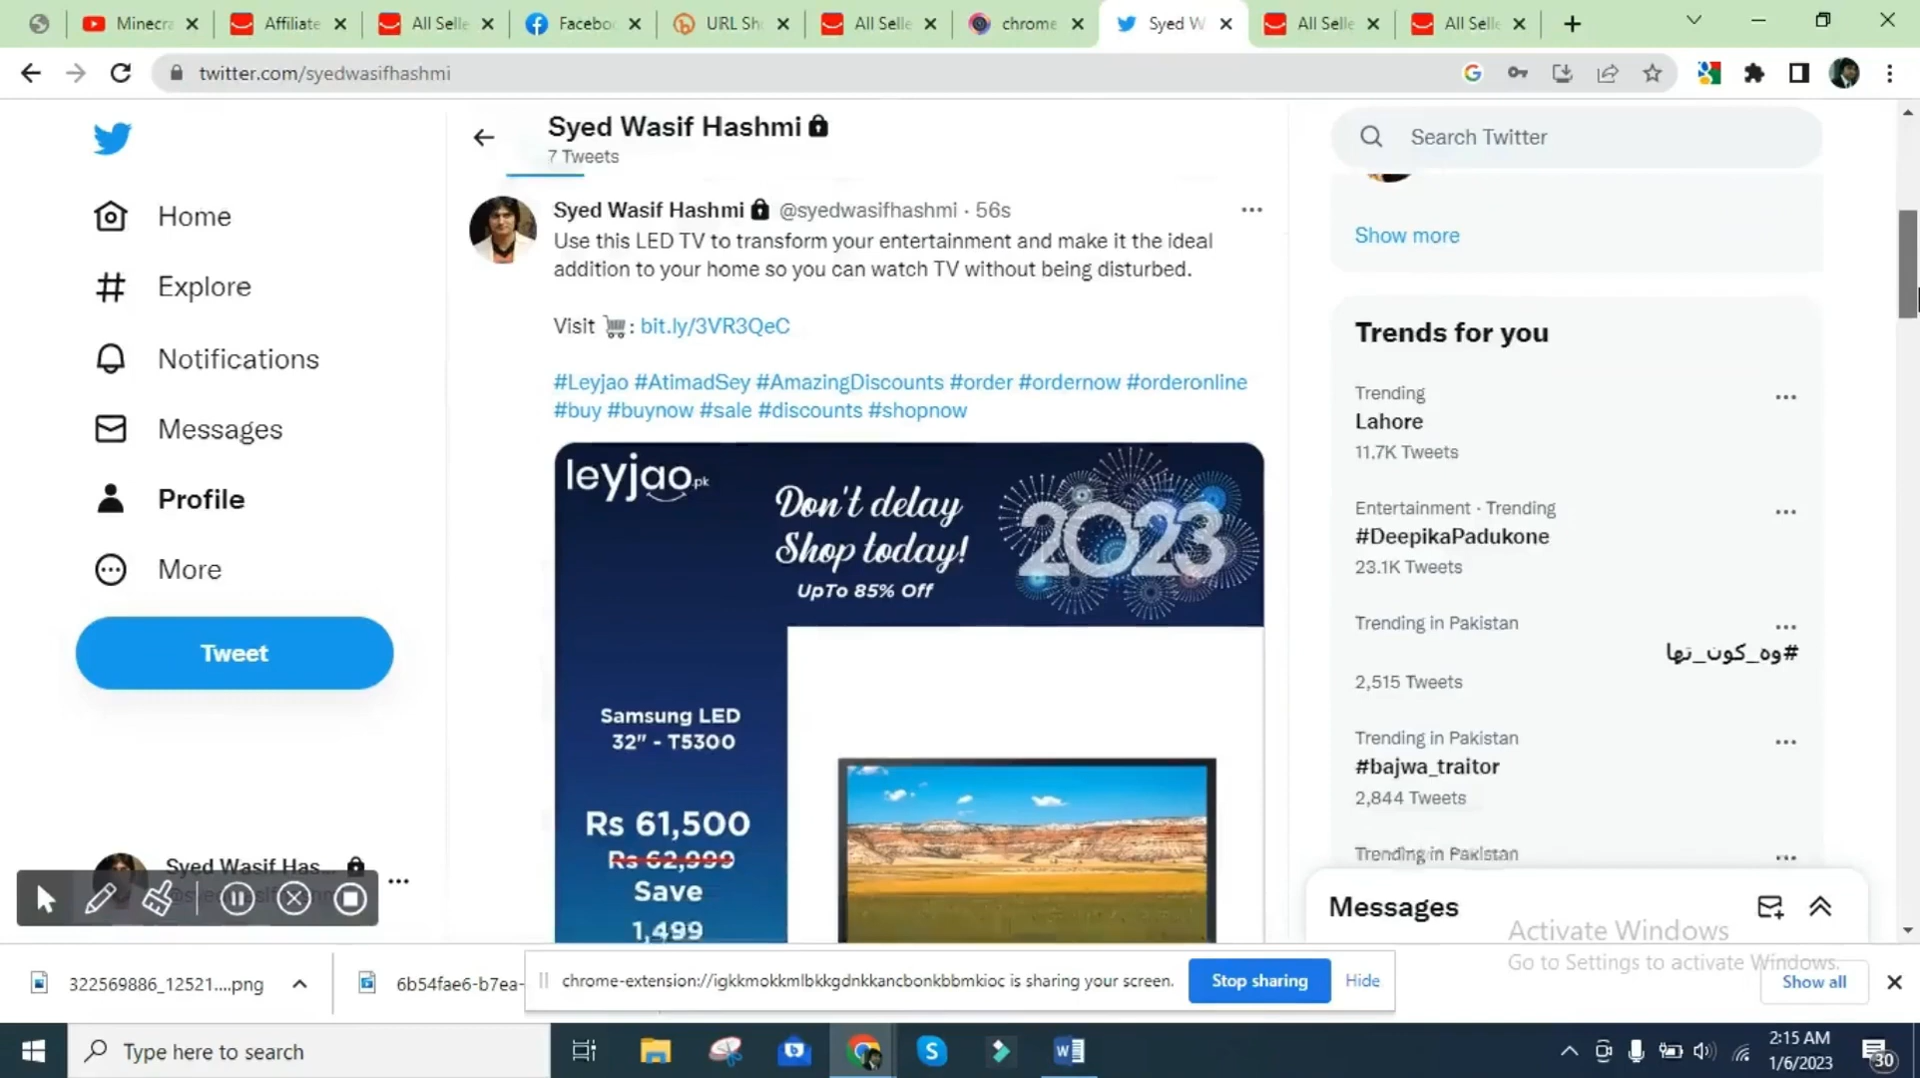 Minecra
Affiliate
All Selle
Faceboo
URL Sh
All Selle
chrome
Syed W
All Selle
All Selle
twitter.com/syedwasifhashmi
Syed Wasif Hashmi
7 Tweets
Search Twitter
Home
Explore
Notifications
Messages
Profile
More
Tweet
Syed Wasif Has...
Syed Wasif Hashmi @syedwasifhashmi · 56s
Use this LED TV to transform your entertainment and make it the ideal
addition to your home so you can watch TV without being disturbed.
Visit : bit.ly/3VR3QeC
#Leyjao #AtimadSey #AmazingDiscounts #order #ordernow #orderonline
#buy #buynow #sale #discounts #shopnow
leyjao.pk
Don't delay
Shop today!
UpTo 85% Off
2023
Samsung LED
32" - T5300
Rs 61,500
Rs 62,999
Save
1,499
Show more
Trends for you
Trending
Lahore
11.7K Tweets
Entertainment · Trending
#DeepikaPadukone
23.1K Tweets
Trending in Pakistan
#وہ_کون_تھا
2,515 Tweets
Trending in Pakistan
#bajwa_traitor
2,844 Tweets
Trending in Pakistan
Messages
Activate Windows
Go to Settings to activate Windows.
322569886_12521....png
6b54fae6-b7ea-
chrome-extension://igkkmokkmlbkkgdnkkancbonkbbmkioc is sharing your screen.
Stop sharing
Hide
Show all
Type here to search
2:15 AM
1/6/2023
30